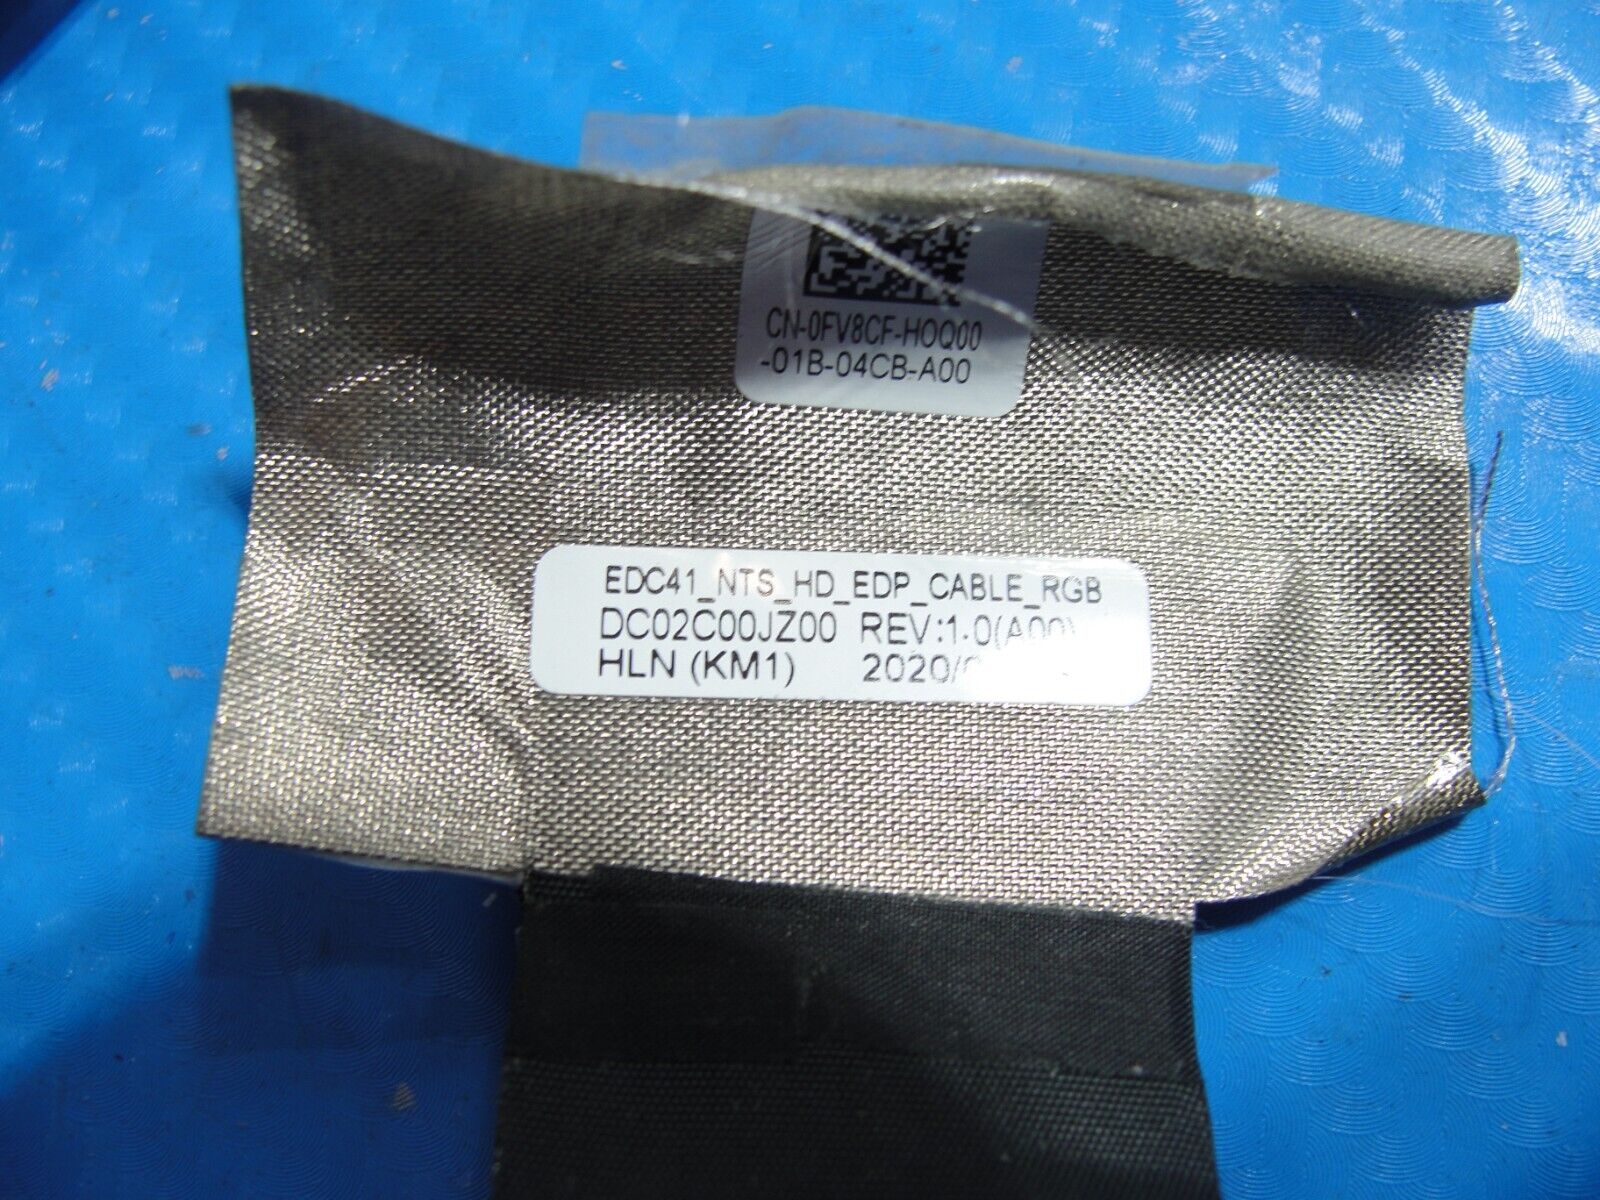 CN-0FV8CF-HOQ00
-01B-04CB-A00
EDC41_NTS_HD_EDP_CABLE_RGB
DC02C00JZ00 REV:1.0(A00)
HLN (KM1)